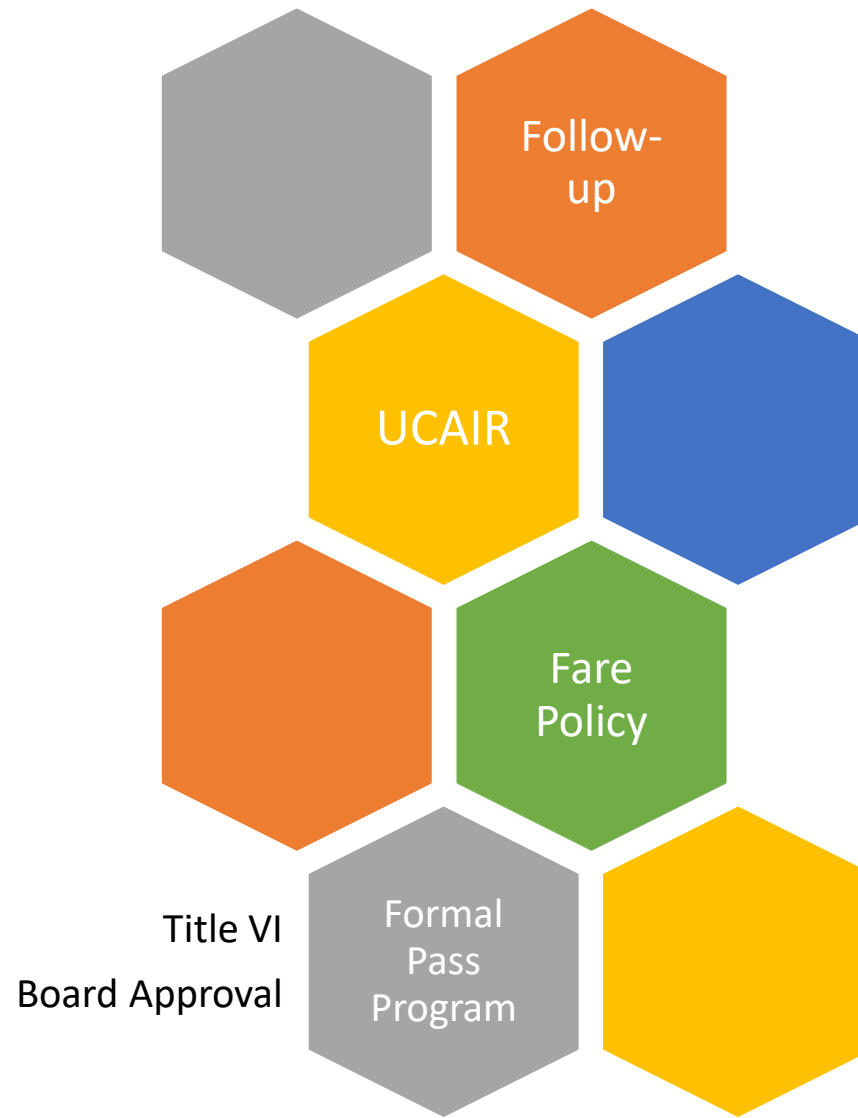 Follow-
up
UCAIR
Fare
Policy
Title VI
Board Approval
Formal
Pass
Program